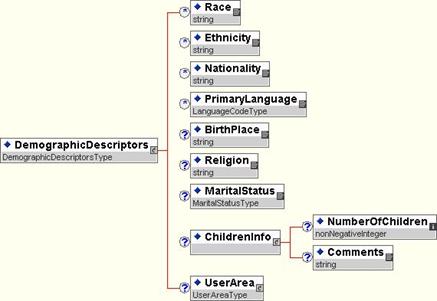 Race
string
Ethnicity
string
Nationality
string
PrimaryLanguage
LanguageCodeType
DemographicDescriptors
DemographicDescriptorsType
BirthPlace
string
Religion
string
MaritalStatus
MaritalStatusType
ChildrenInfo
NumberOfChildren
nonNegativeInteger
Comments
string
UserArea
UserAreaType